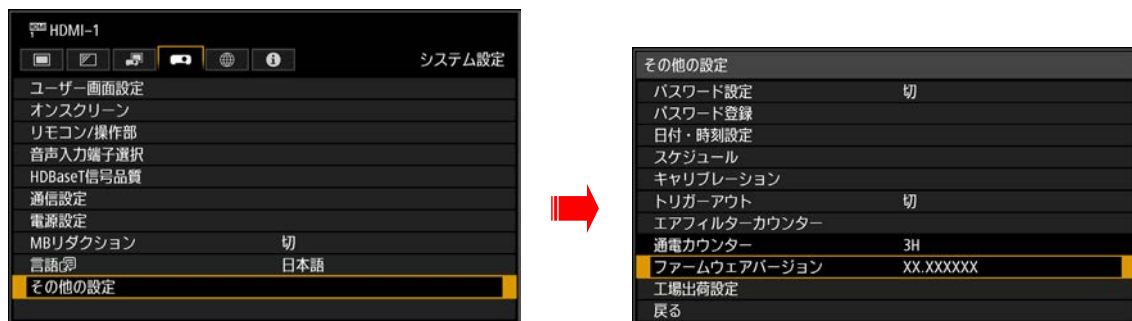 HDMI HDMI-1
システム設定
ユーザー画面設定
オンスクリーン
リモコン/操作部
音声入力端子選択
HDBaseT信号品質
通信設定
電源設定
MBリダクション 切
言語 日本語
その他の設定
その他の設定
パスワード設定 切
パスワード登録
日付・時刻設定
スケジュール
キャリブレーション
トリガーアウト 切
エアフィルターカウンター
通電カウンター 3H
ファームウェアバージョン XX.XXXXXX
工場出荷設定
戻る